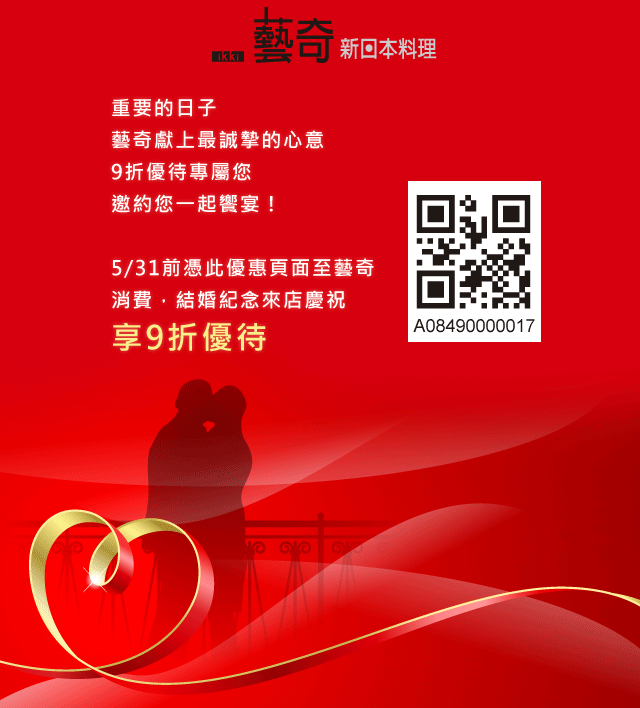 ikki 藝奇 新日本料理
重要的日子
藝奇獻上最誠摯的心意
9折優待專屬您
邀約您一起饗宴！
5/31前憑此優惠頁面至藝奇
消費，結婚紀念來店慶祝
享9折優待
A08490000017